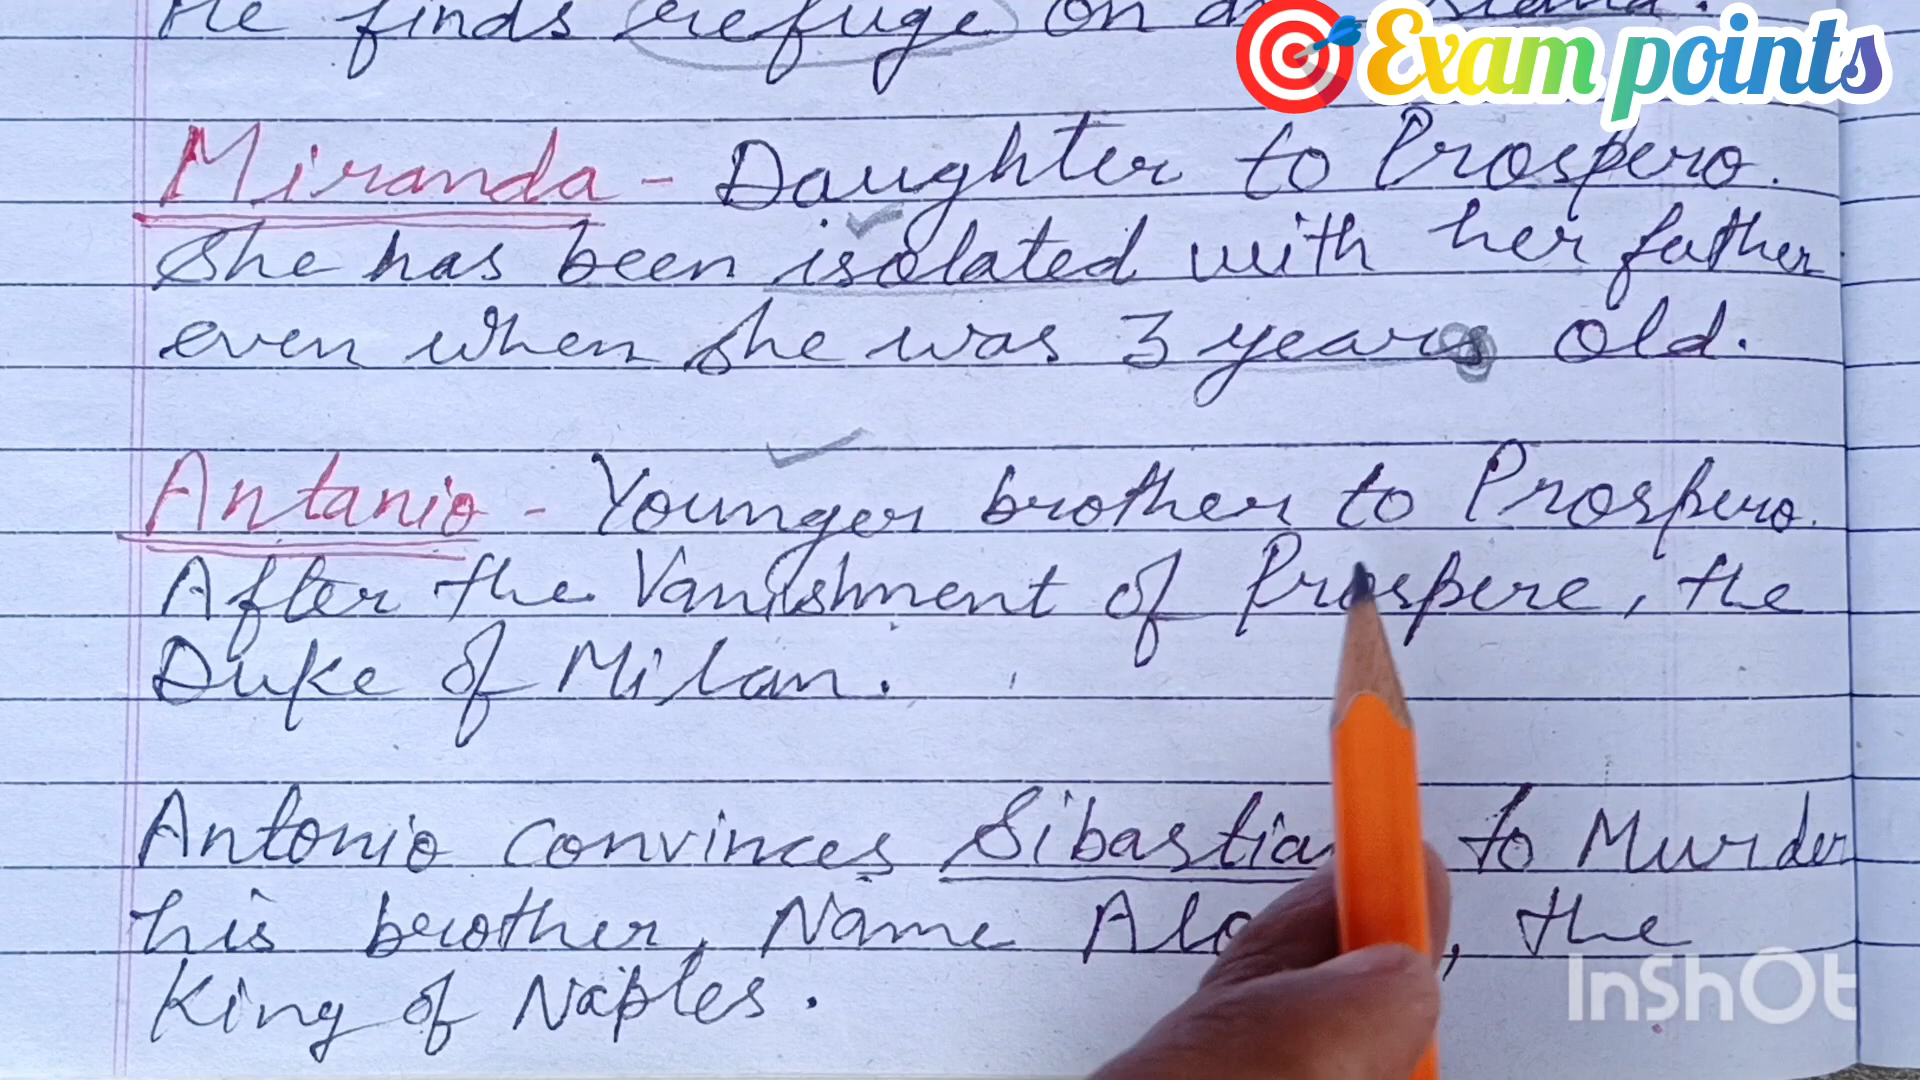 He finds refuge on an
Exam points
Miranda - Daughter to Prospero.
She has been isolated with her father
even when she was 3 years old.
Antanio - Younger brother to Prospero.
After the Vanishment of Prospere, the
Duke of Milan.
Antonio convinces Sibastian to Murder
his brother, Name , the
King of Naples.
InShOt